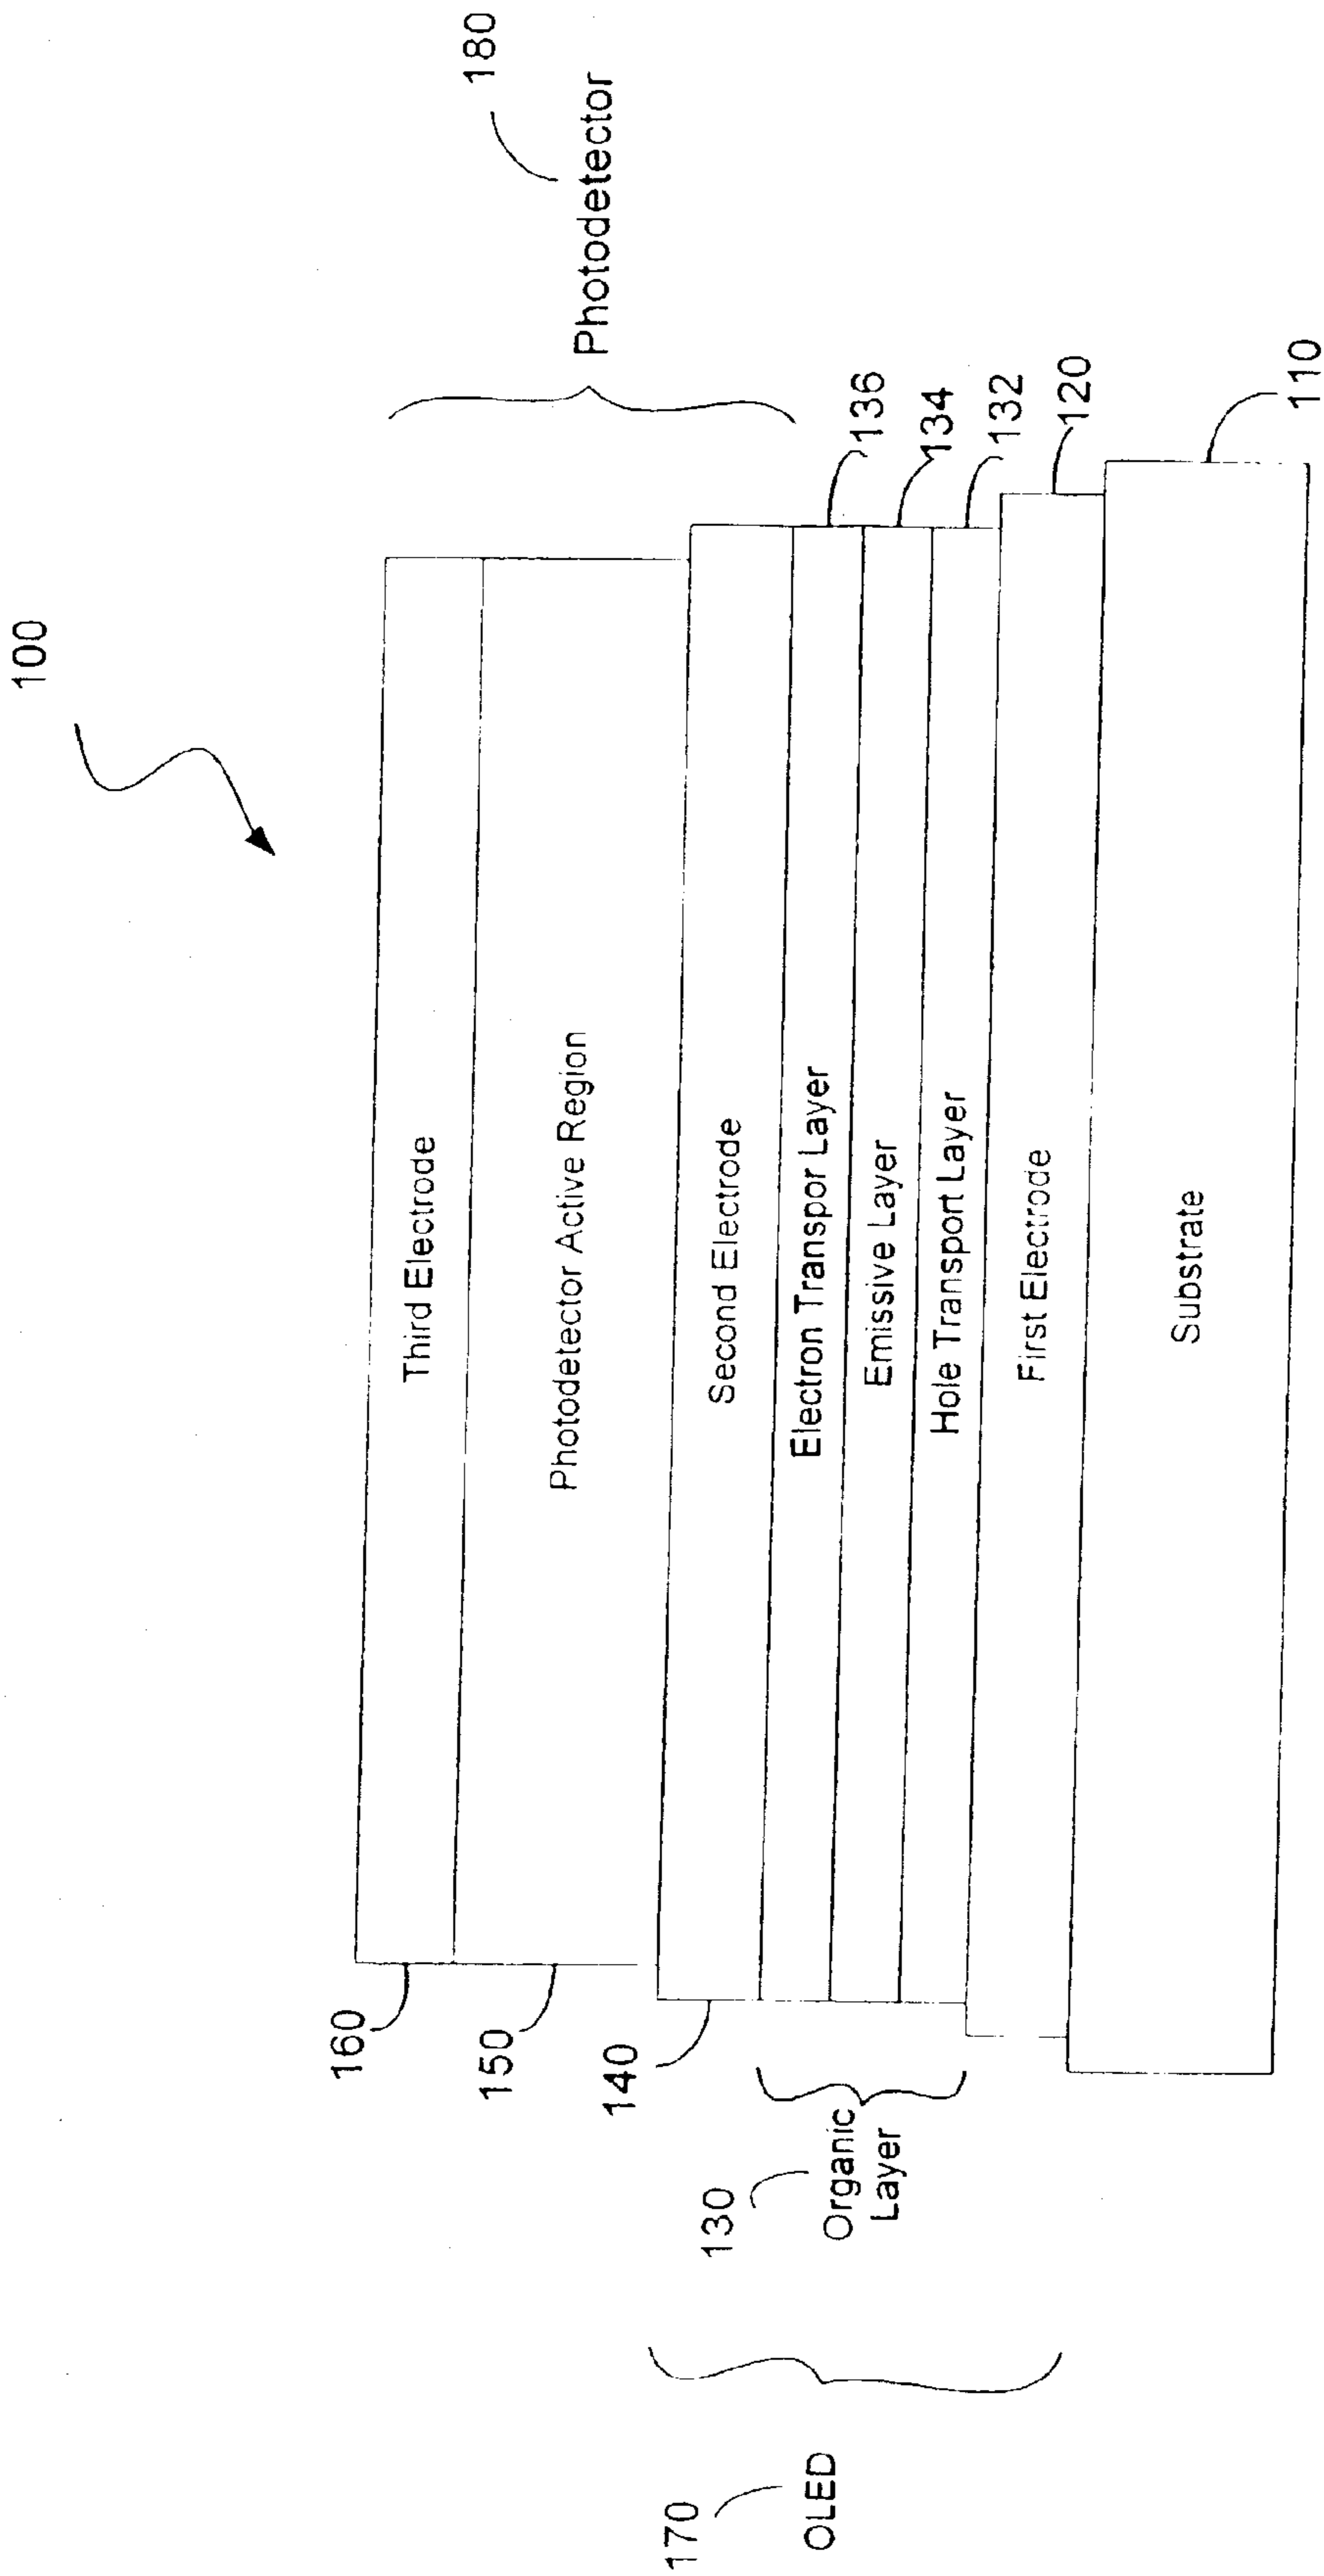 100
180
Photodetector
Third Electrode
160
Photodetector Active Region
150
Second Electrode
140
Electron Transpor Layer
136
Emissive Layer
134
Hole Transport Layer
132
130
Organic
Layer
First Electrode
120
Substrate
110
170
OLED